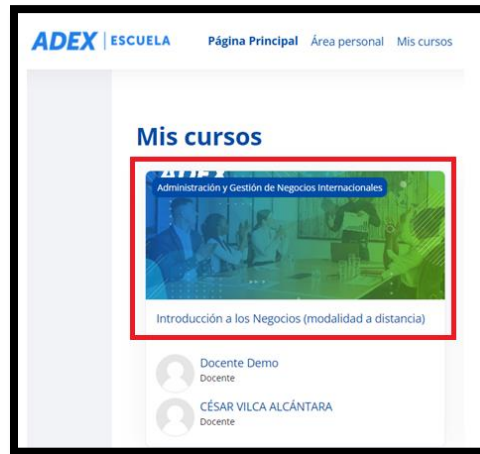 ADEX | ESCUELA Página Principal Área personal Mis cursos
Mis cursos
ADEX
Administración y Gestión de Negocios Internacionales
Introducción a los Negocios (modalidad a distancia)
Docente Demo
Docente
CÉSAR VILCA ALCÁNTARA
Docente